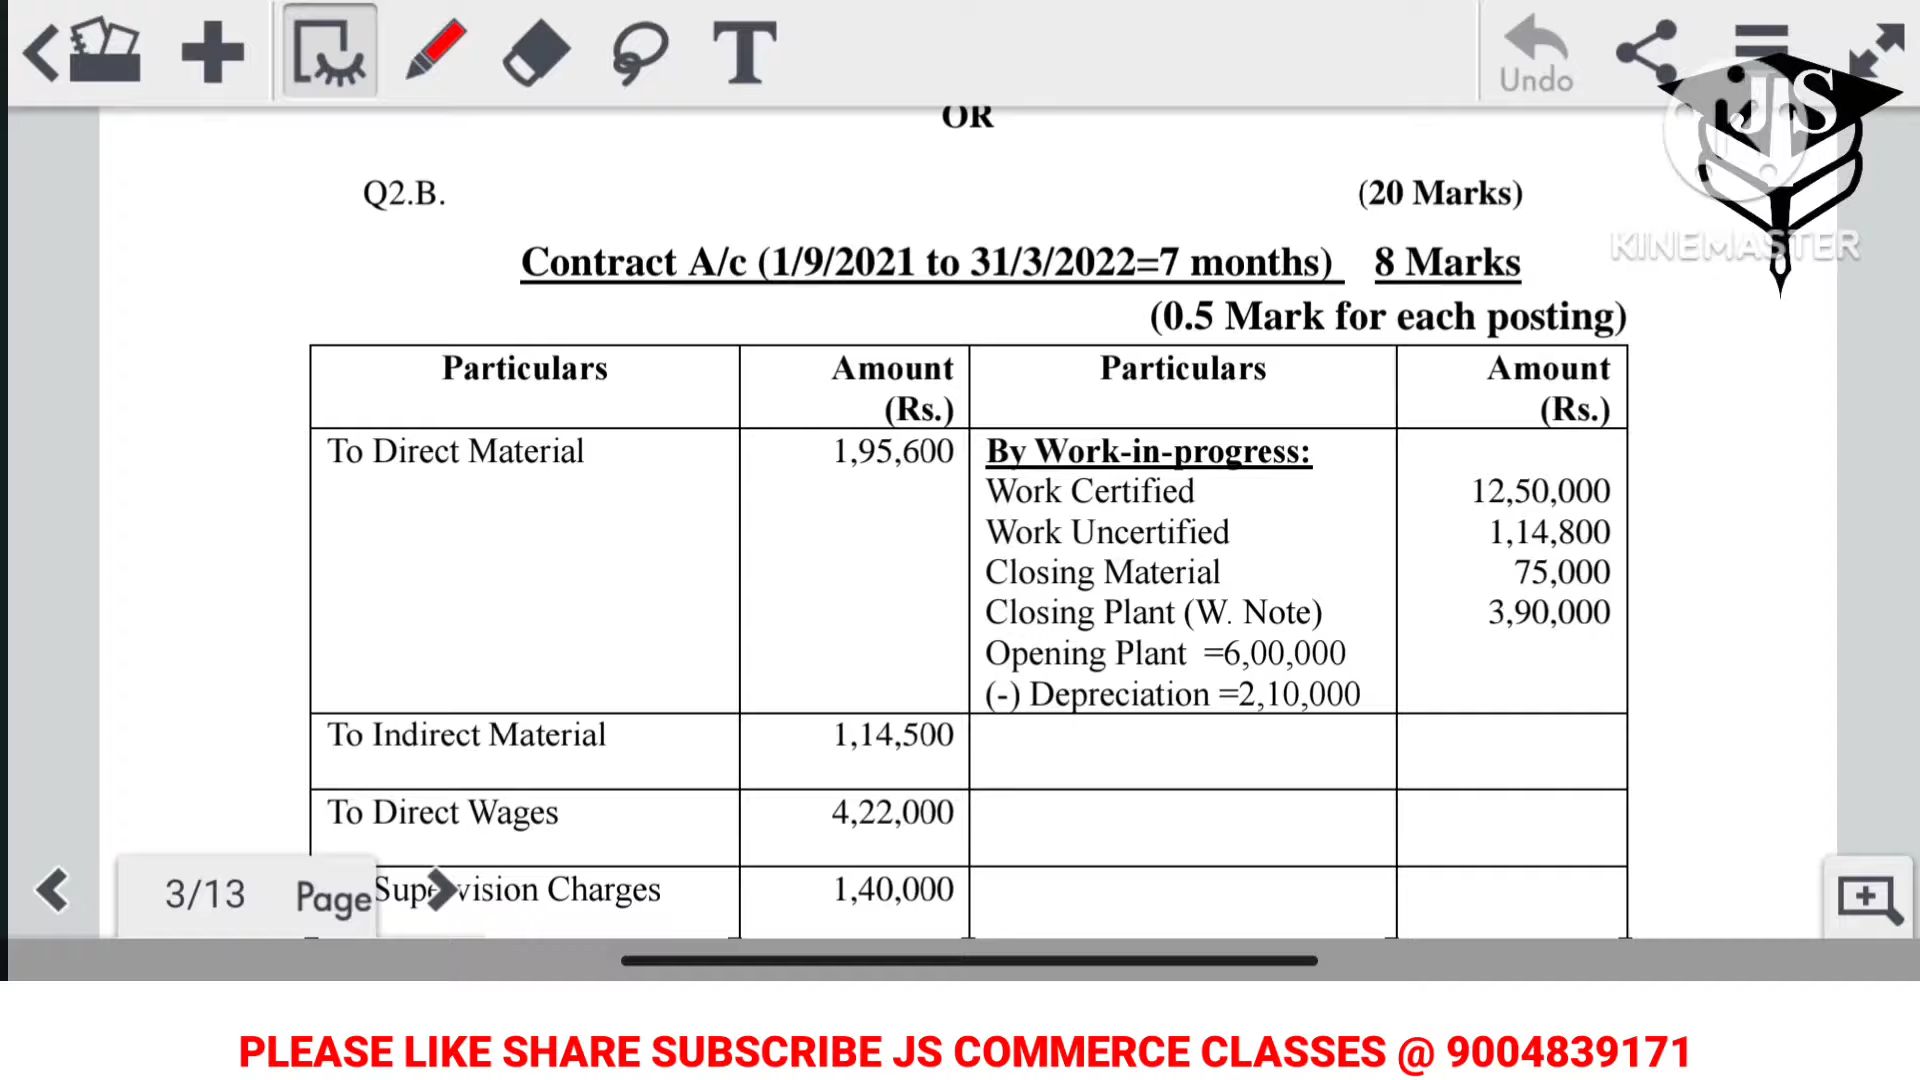 T
Undo
JS
KINEMASTER
OR
Q2.B. (20 Marks)
Contract A/c (1/9/2021 to 31/3/2022=7 months) 8 Marks
(0.5 Mark for each posting)
Particulars Amount (Rs.) Particulars Amount (Rs.)
To Direct Material 1,95,600 By Work-in-progress:
Work Certified 12,50,000
Work Uncertified 1,14,800
Closing Material 75,000
Closing Plant (W. Note) 3,90,000
Opening Plant =6,00,000
(-) Depreciation =2,10,000
To Indirect Material 1,14,500
To Direct Wages 4,22,000
Supervision Charges 1,40,000
3/13 Page
PLEASE LIKE SHARE SUBSCRIBE JS COMMERCE CLASSES @ 9004839171